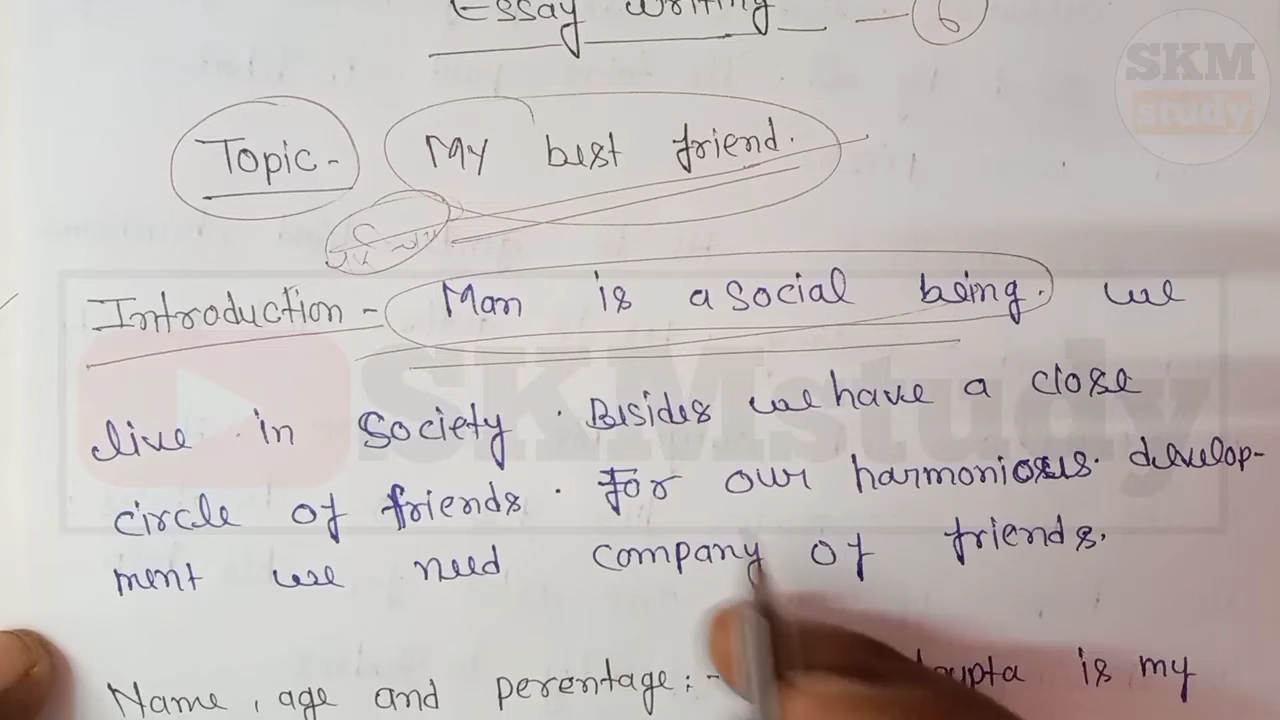 Essay Writing - 6
SKM
study
Topic - My best friend.
Introduction - Man is a social being. we
SKMstudy
live in society. Besides we have a close
circle of friends. For our harmonious develop-
ment we need company of friends.
Name, age and perentage :- Gupta is my